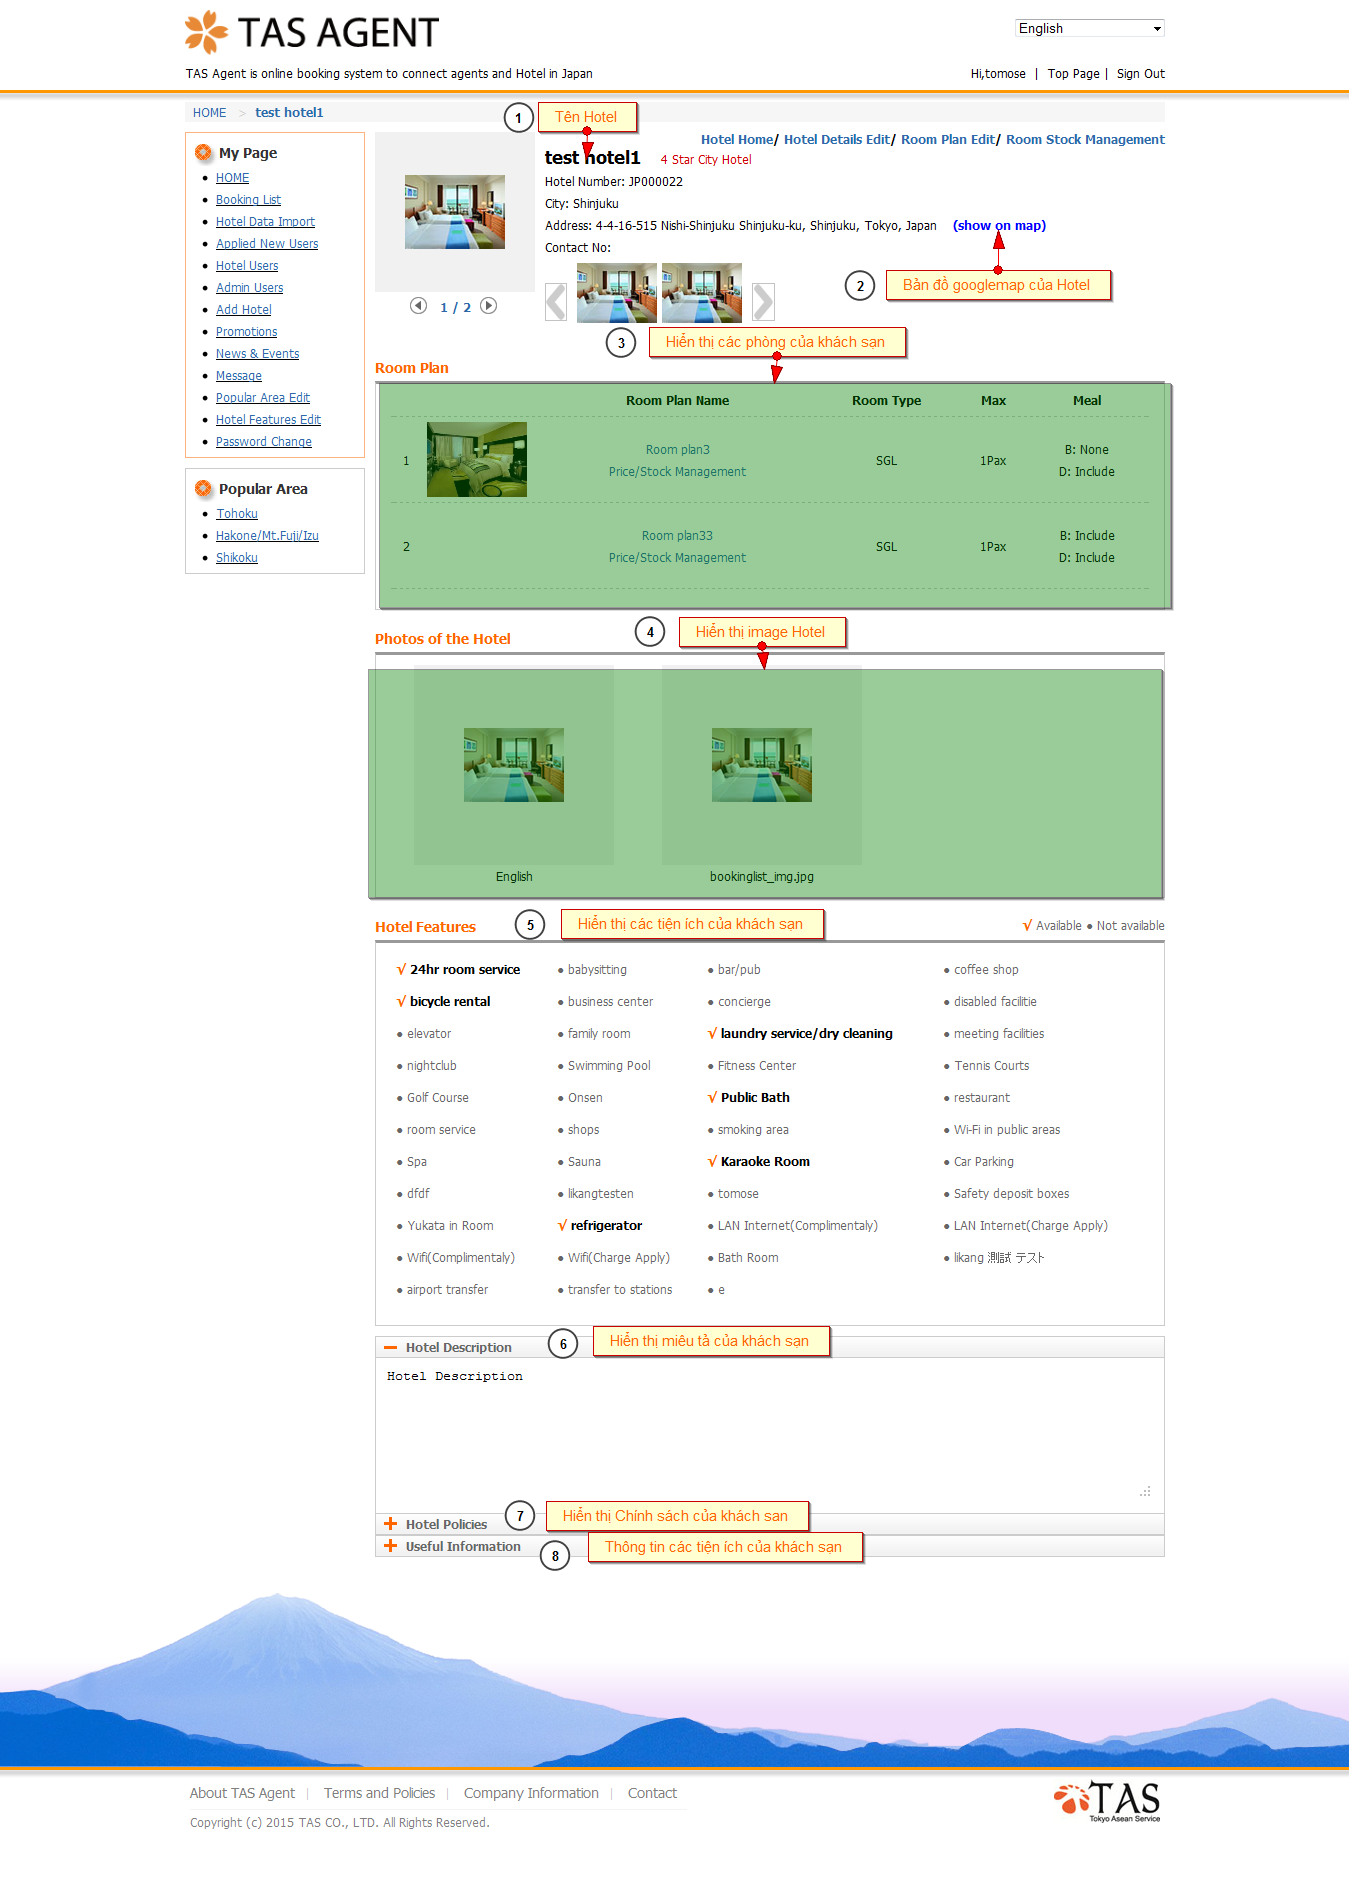 TAS AGENT
English
TAS Agent is online booking system to connect agents and Hotel in Japan
Hi,tomose | Top Page | Sign Out
HOME > test hotel1
1 Tên Hotel
My Page
HOME
Booking List
Hotel Data Import
Applied New Users
Hotel Users
Admin Users
Add Hotel
Promotions
News & Events
Message
Popular Area Edit
Hotel Features Edit
Password Change
Popular Area
Tohoku
Hakone/Mt.Fuji/Izu
Shikoku
Hotel Home/ Hotel Details Edit/ Room Plan Edit/ Room Stock Management
test hotel1 4 Star City Hotel
Hotel Number: JP000022
City: Shinjuku
Address: 4-4-16-515 Nishi-Shinjuku Shinjuku-ku, Shinjuku, Tokyo, Japan (show on map)
Contact No:
2 Bản đồ googlemap của Hotel
1 / 2
3 Hiển thị các phòng của khách sạn
Room Plan
Room Plan Name Room Type Max Meal
1 Room plan3 SGL 1Pax B: None
Price/Stock Management D: Include
2 Room plan33 SGL 1Pax B: Include
Price/Stock Management D: Include
4 Hiển thị image Hotel
Photos of the Hotel
English bookinglist_img.jpg
Hotel Features 5 Hiển thị các tiện ích của khách sạn √ Available ● Not available
√ 24hr room service ● babysitting ● bar/pub ● coffee shop
√ bicycle rental ● business center ● concierge ● disabled facilitie
● elevator ● family room √ laundry service/dry cleaning ● meeting facilities
● nightclub ● Swimming Pool ● Fitness Center ● Tennis Courts
● Golf Course ● Onsen √ Public Bath ● restaurant
● room service ● shops ● smoking area ● Wi-Fi in public areas
● Spa ● Sauna √ Karaoke Room ● Car Parking
● dfdf ● likangtesten ● tomose ● Safety deposit boxes
● Yukata in Room √ refrigerator ● LAN Internet(Complimentaly) ● LAN Internet(Charge Apply)
● Wifi(Complimentaly) ● Wifi(Charge Apply) ● Bath Room ● likang 測試 テスト
● airport transfer ● transfer to stations ● e
Hotel Description 6 Hiển thị miêu tả của khách sạn
Hotel Description
Hotel Policies 7 Hiển thị Chính sách của khách san
Useful Information 8 Thông tin các tiện ích của khách sạn
About TAS Agent | Terms and Policies | Company Information | Contact
Copyright (c) 2015 TAS CO., LTD. All Rights Reserved.
TAS
Tokyo Asean Service